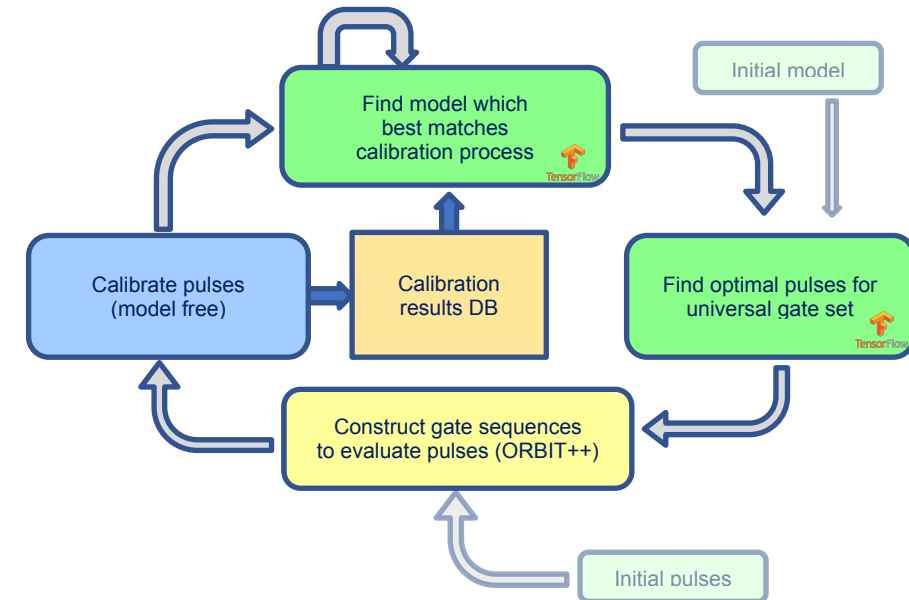 Find model which
best matches
calibration process
TensorFlow
Initial model
Calibrate pulses
(model free)
Calibration
results DB
Find optimal pulses for
universal gate set
TensorFlow
Construct gate sequences
to evaluate pulses (ORBIT++)
Initial pulses